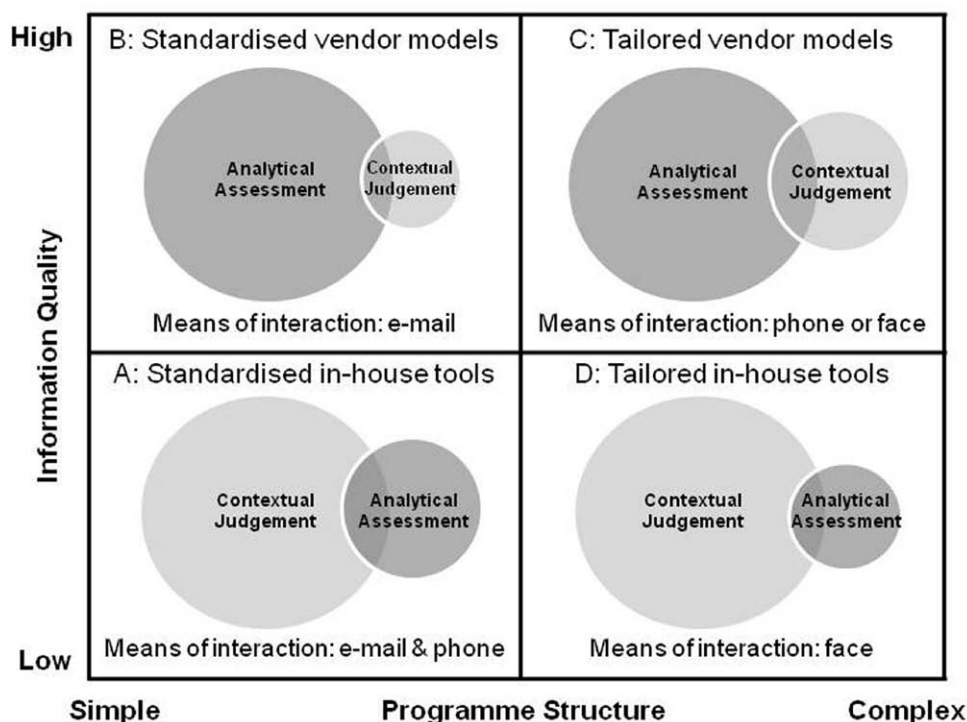 High
B: Standardised vendor models
Analytical
Assessment
Contextual
Judgement
Means of interaction: e-mail
C: Tailored vendor models
Analytical
Assessment
Contextual
Judgement
Means of interaction: phone or face
Information Quality
A: Standardised in-house tools
Contextual
Judgement
Analytical
Assessment
Means of interaction: e-mail & phone
D: Tailored in-house tools
Contextual
Judgement
Analytical
Assessment
Means of interaction: face
Low
Simple
Programme Structure
Complex